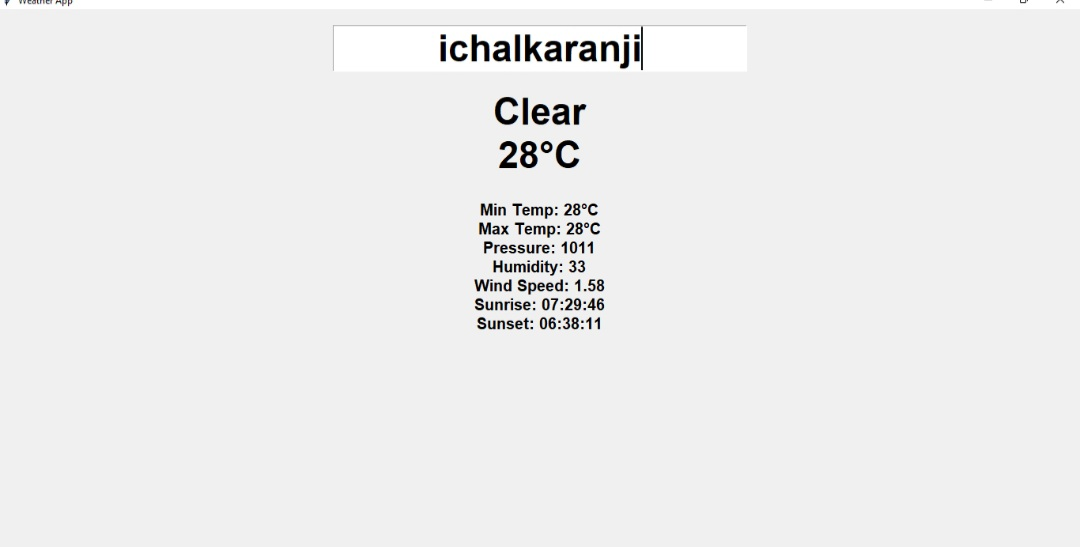 Weather App
ichalkaranji
Clear
28°C
Min Temp: 28°C
Max Temp: 28°C
Pressure: 1011
Humidity: 33
Wind Speed: 1.58
Sunrise: 07:29:46
Sunset: 06:38:11